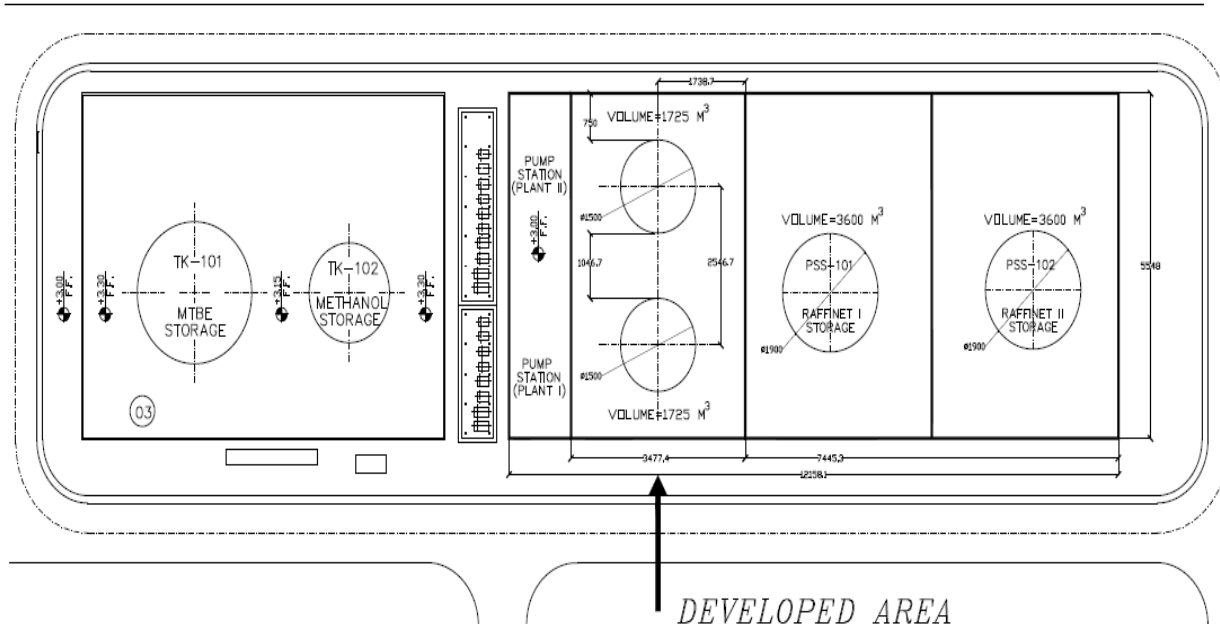 1738.7
VOLUME=1725 M³
750
PUMP
STATION
(PLANT II)
+3.00
F.F.
ø1500
1046.7
2546.7
VOLUME=3600 M³
VOLUME=3600 M³
5548
TK-101
MTBE
STORAGE
TK-102
METHANOL
STORAGE
+3.00
F.F.
+3.30
F.F.
+3.15
F.F.
+3.30
F.F.
PSS-101
RAFFINET I
STORAGE
ø1900
PSS-102
RAFFINET II
STORAGE
ø1900
PUMP
STATION
(PLANT I)
ø1500
VOLUME=1725 M³
03
3477.4
7445.3
12158.1
DEVELOPED AREA